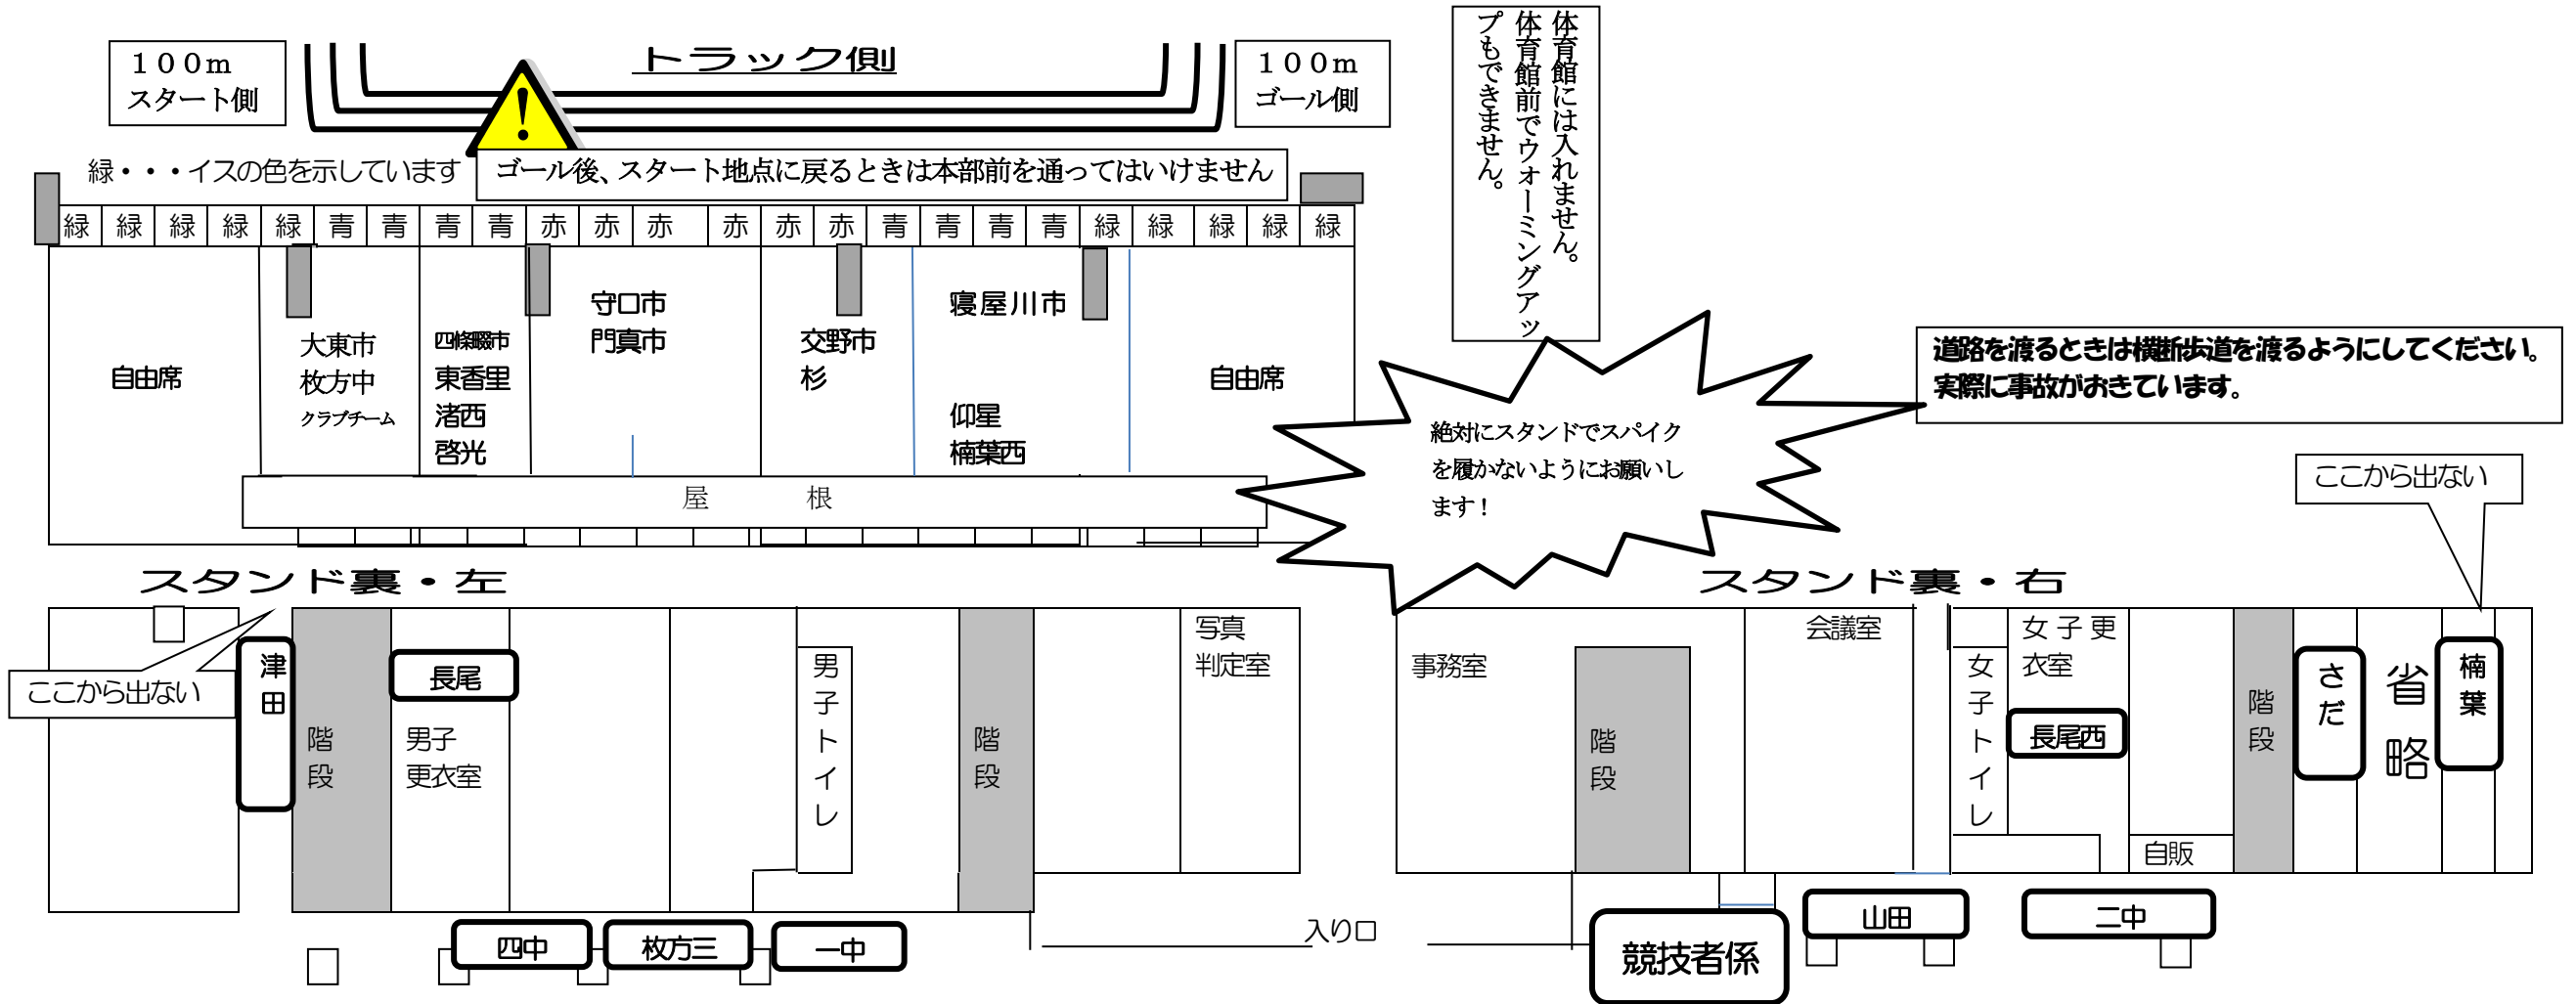 トラック側
１００ｍ
スタート側
１００ｍ
ゴール側
体育館には入れません。
体育館前でウオーミングアッ
プもできません。
緑・・・イスの色を示しています
!
ゴール後、スタート地点に戻るときは本部前を通ってはいけません
緑 緑 緑 緑 緑 青 青 青 青 赤 赤 赤 赤 赤 赤 青 青 青 青 緑 緑 緑 緑 緑
自由席
大東市
枚方中
クラブチーム
四條畷市
東香里
渚西
啓光
守口市
門真市
交野市
杉
寝屋川市
仰星
楠葉西
自由席
屋 根
道路を渡るときは横断歩道を渡るようにしてください。
実際に事故がおきています。
絶対にスタンドでスパイク
を履かないようにお願いし
ます！
ここから出ない
スタンド裏・左
ここから出ない
津田
階段
長尾
男子
更衣室
男子トイレ
階段
写真
判定室
四中
枚方三
一中
入り口
スタンド裏・右
事務室
階段
会議室
女子トイレ
女子更
衣室
長尾西
自販
階段
さだ
省略
楠葉
競技者係
山田
二中